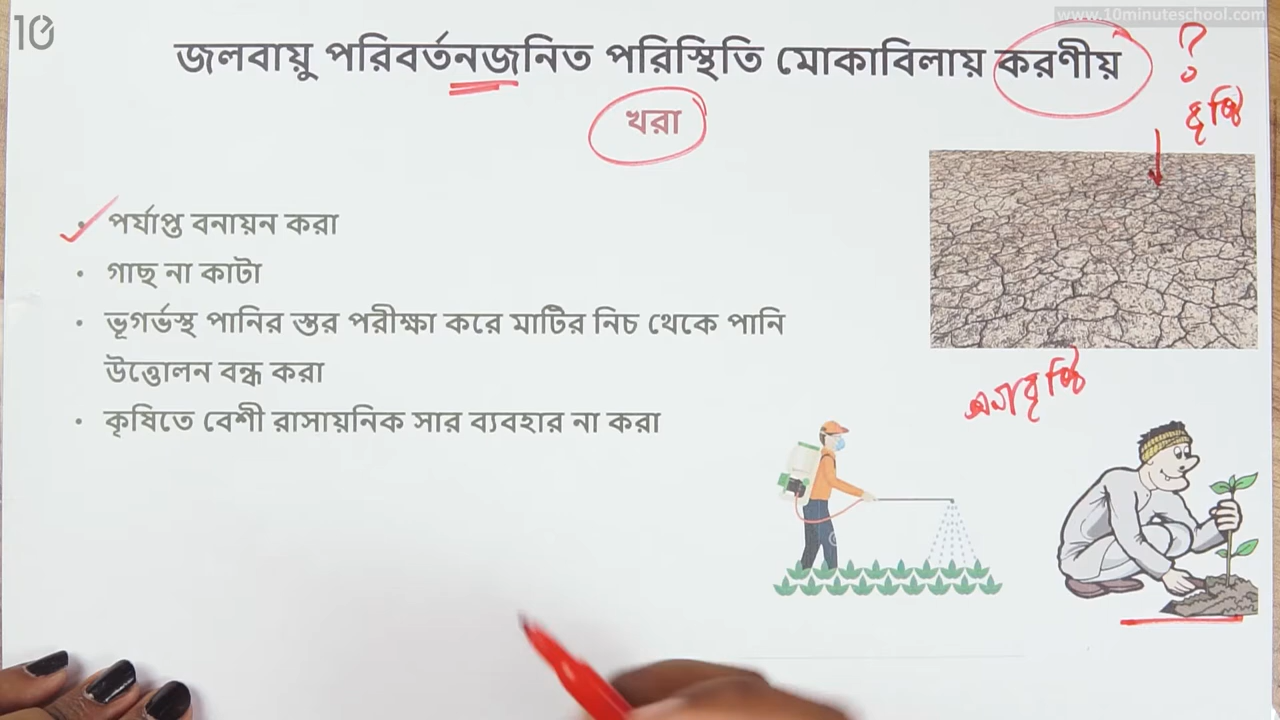 10
www.10minuteschool.com
জলবায়ু পরিবর্তনজনিত পরিস্থিতি মোকাবিলায় করণীয়
?
খরা
বৃষ্টি
পর্যাপ্ত বনায়ন করা
গাছ না কাটা
ভূগর্ভস্থ পানির স্তর পরীক্ষা করে মাটির নিচ থেকে পানি
উত্তোলন বন্ধ করা
অনাবৃষ্টি
কৃষিতে বেশী রাসায়নিক সার ব্যবহার না করা